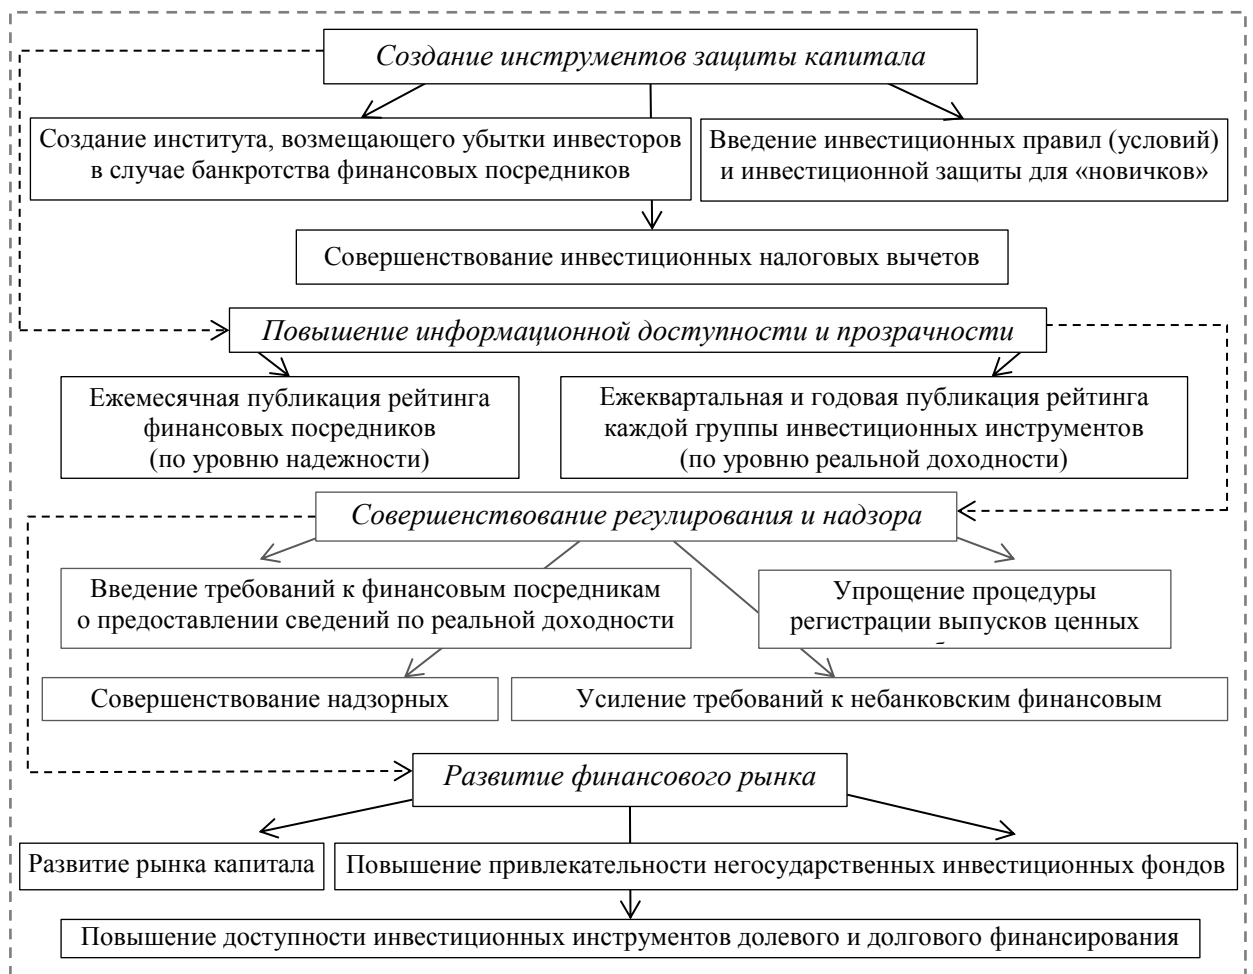 Создание инструментов защиты капитала
Создание института, возмещающего убытки инвесторов
в случае банкротства финансовых посредников
Введение инвестиционных правил (условий)
и инвестиционной защиты для «новичков»
Совершенствование инвестиционных налоговых вычетов
Повышение информационной доступности и прозрачности
Ежемесячная публикация рейтинга
финансовых посредников
(по уровню надежности)
Ежеквартальная и годовая публикация рейтинга
каждой группы инвестиционных инструментов
(по уровню реальной доходности)
Совершенствование регулирования и надзора
Введение требований к финансовым посредникам
о предоставлении сведений по реальной доходности
Упрощение процедуры
регистрации выпусков ценных
Совершенствование надзорных
Усиление требований к небанковским финансовым
Развитие финансового рынка
Развитие рынка капитала
Повышение привлекательности негосударственных инвестиционных фондов
Повышение доступности инвестиционных инструментов долевого и долгового финансирования